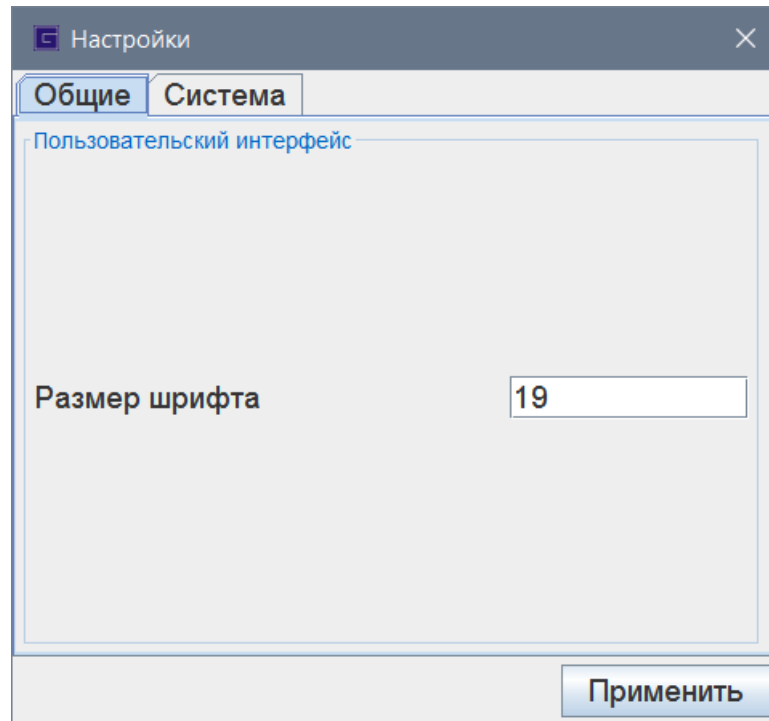 Настройки
Общие Система
Пользовательский интерфейс
Размер шрифта 19
Применить